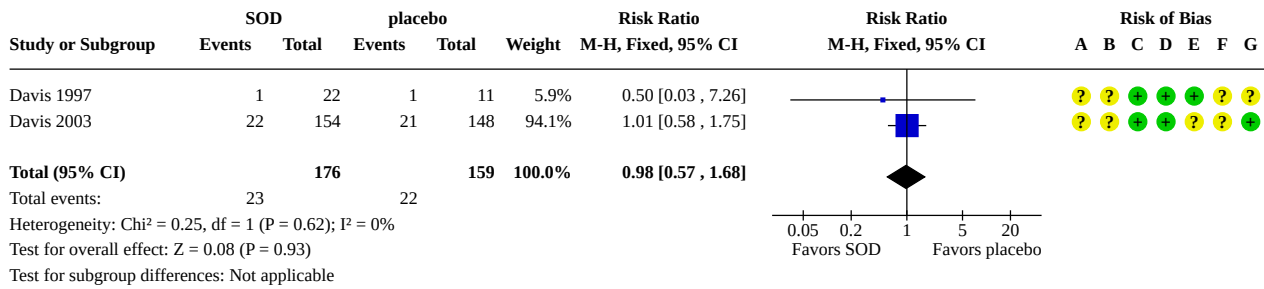 SOD placebo Risk Ratio Risk Ratio Risk of Bias
Study or Subgroup Events Total Events Total Weight M-H, Fixed, 95% CI M-H, Fixed, 95% CI A B C D E F G
Davis 1997 1 22 1 11 5.9% 0.50 [0.03 , 7.26] ? ? + + + ? ?
Davis 2003 22 154 21 148 94.1% 1.01 [0.58 , 1.75] ? ? + + ? ? +
Total (95% CI) 176 159 100.0% 0.98 [0.57 , 1.68]
Total events: 23 22
Heterogeneity: Chi² = 0.25, df = 1 (P = 0.62); I² = 0%
0.05 0.2 1 5 20
Test for overall effect: Z = 0.08 (P = 0.93) Favors SOD Favors placebo
Test for subgroup differences: Not applicable